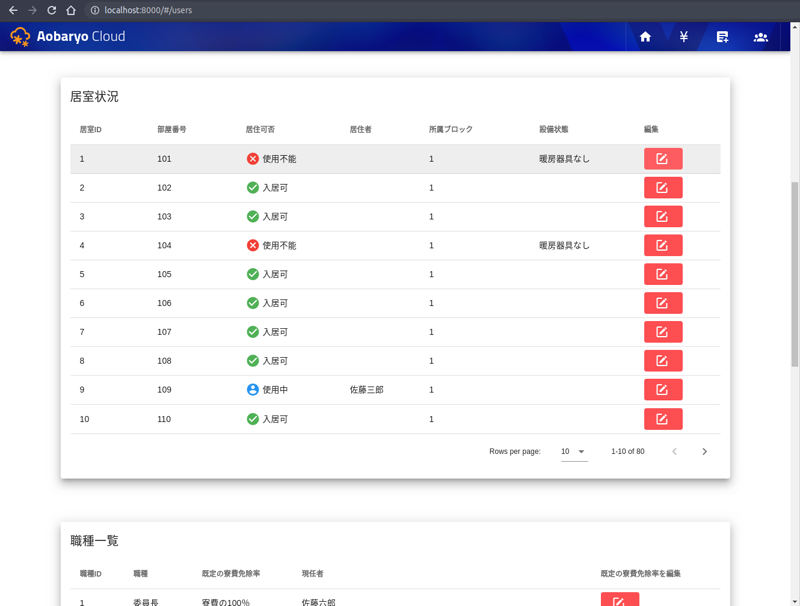 localhost:8000/#/users
Aobaryo Cloud
居室状況
居室ID 部屋番号 居住可否 居住者 所属ブロック 設備状態 編集
1 101 使用不能 1 暖房器具なし
2 102 入居可 1
3 103 入居可 1
4 104 使用不能 1 暖房器具なし
5 105 入居可 1
6 106 入居可 1
7 107 入居可 1
8 108 入居可 1
9 109 使用中 佐藤三郎 1
10 110 入居可 1
Rows per page: 10 1-10 of 80
職種一覧
職種ID 職種 既定の寮費免除率 現任者 既定の寮費免除率を編集
1 委員長 寮費の100% 佐藤六郎